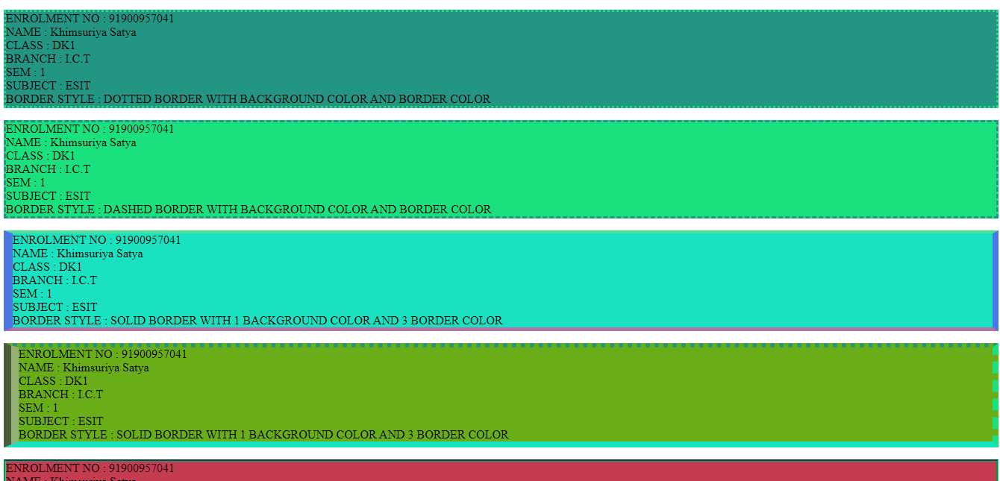 ENROLMENT NO : 91900957041
NAME : Khimsuriya Satya
CLASS : DK1
BRANCH : I.C.T
SEM : 1
SUBJECT : ESIT
BORDER STYLE : DOTTED BORDER WITH BACKGROUND COLOR AND BORDER COLOR
ENROLMENT NO : 91900957041
NAME : Khimsuriya Satya
CLASS : DK1
BRANCH : I.C.T
SEM : 1
SUBJECT : ESIT
BORDER STYLE : DASHED BORDER WITH BACKGROUND COLOR AND BORDER COLOR
ENROLMENT NO : 91900957041
NAME : Khimsuriya Satya
CLASS : DK1
BRANCH : I.C.T
SEM : 1
SUBJECT : ESIT
BORDER STYLE : SOLID BORDER WITH 1 BACKGROUND COLOR AND 3 BORDER COLOR
ENROLMENT NO : 91900957041
NAME : Khimsuriya Satya
CLASS : DK1
BRANCH : I.C.T
SEM : 1
SUBJECT : ESIT
BORDER STYLE : SOLID BORDER WITH 1 BACKGROUND COLOR AND 3 BORDER COLOR
ENROLMENT NO : 91900957041
NAME : Khimsuriya Satya